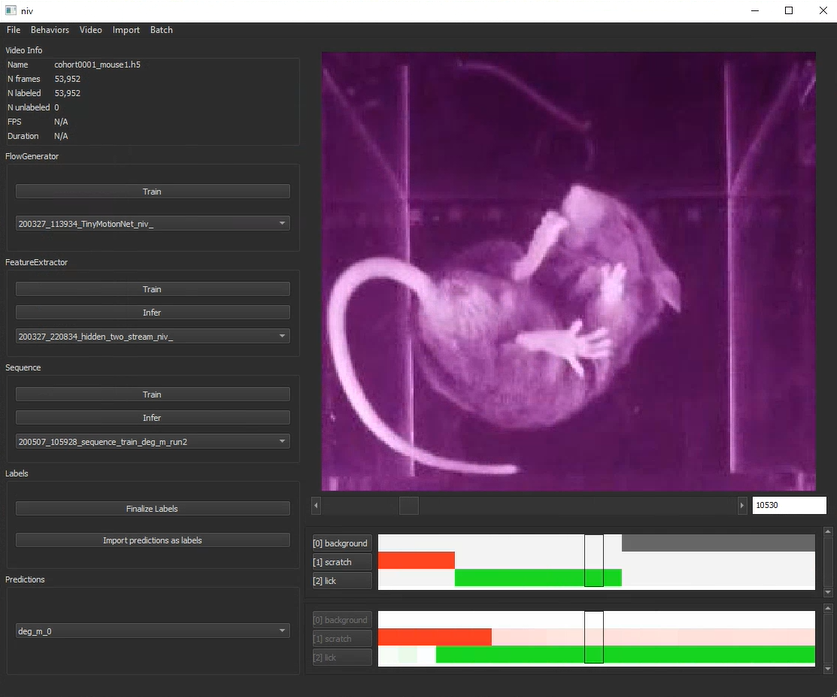 niv
File Behaviors Video Import Batch
Video Info
Name cohort0001_mouse1.h5
N frames 53,952
N labeled 53,952
N unlabeled 0
FPS N/A
Duration N/A
FlowGenerator
Train
200327_113934_TinyMotionNet_niv_
FeatureExtractor
Train
Infer
200327_220834_hidden_two_stream_niv_
Sequence
Train
Infer
200507_105928_sequence_train_deg_m_run2
10530
Labels
Finalize Labels
Import predictions as labels
[0] background
[1] scratch
[2] lick
Predictions
deg_m_0
[0] background
[1] scratch
[2] lick